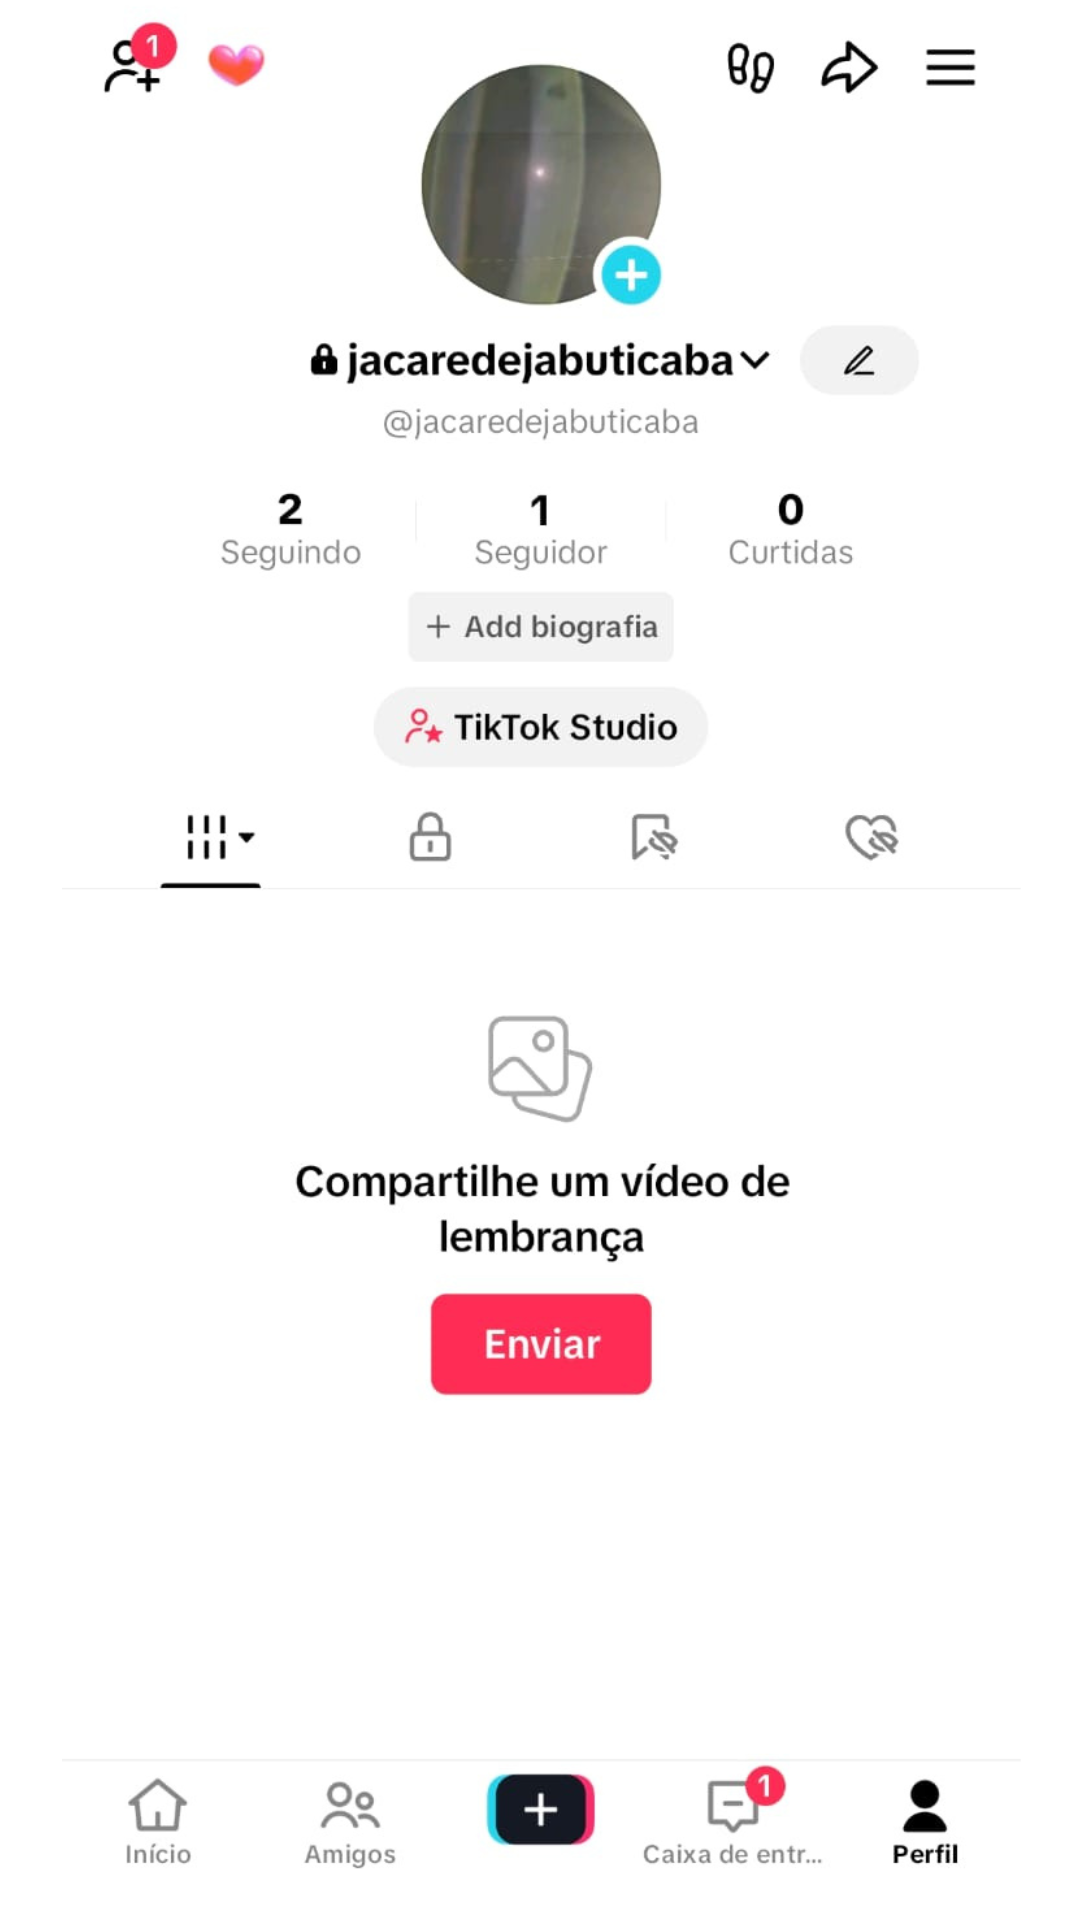 1
jacaredejabuticaba
@jacaredejabuticaba
2 1 0
Seguindo Seguidor Curtidas
+ Add biografia
TikTok Studio
Compartilhe um vídeo de
lembrança
Enviar
1
Início Amigos Caixa de entr... Perfil